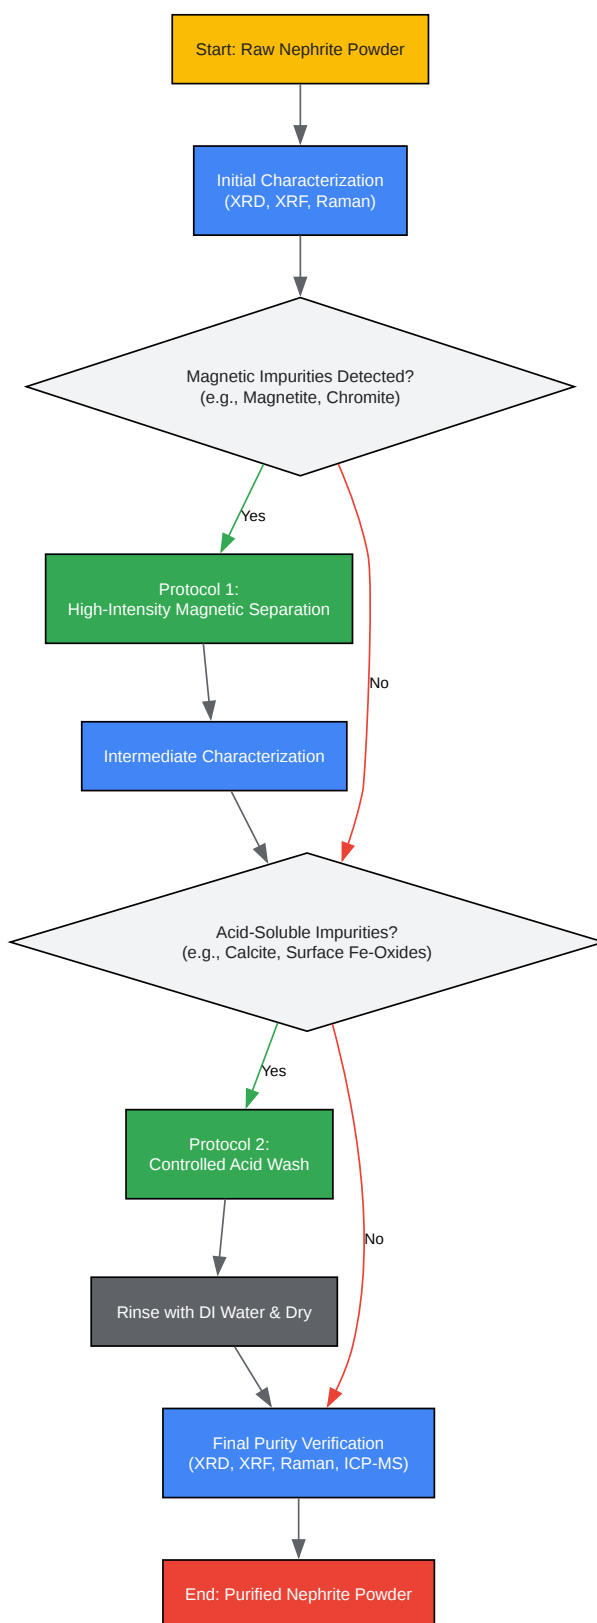 Start: Raw Nephrite Powder
Initial Characterization
(XRD, XRF, Raman)
Magnetic Impurities Detected?
(e.g., Magnetite, Chromite)
Yes
Protocol 1:
High-Intensity Magnetic Separation
No
Intermediate Characterization
Acid-Soluble Impurities?
(e.g., Calcite, Surface Fe-Oxides)
Yes
Protocol 2:
Controlled Acid Wash
No
Rinse with DI Water & Dry
Final Purity Verification
(XRD, XRF, Raman, ICP-MS)
End: Purified Nephrite Powder